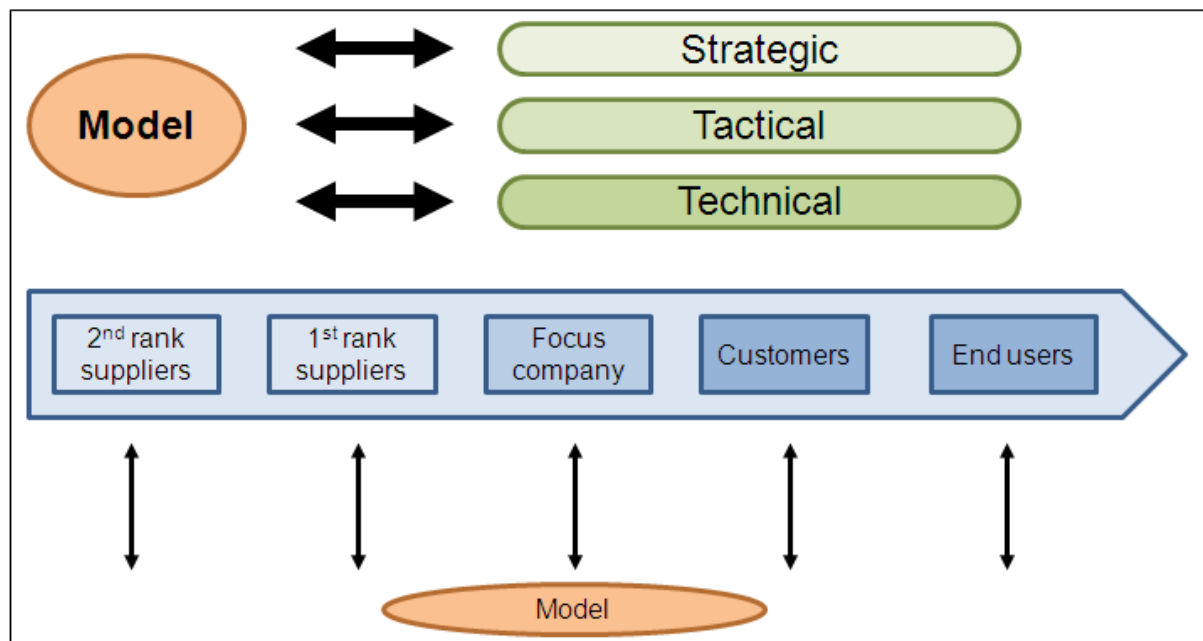 Model
Strategic
Tactical
Technical
2nd rank
suppliers
1st rank
suppliers
Focus
company
Customers
End users
Model